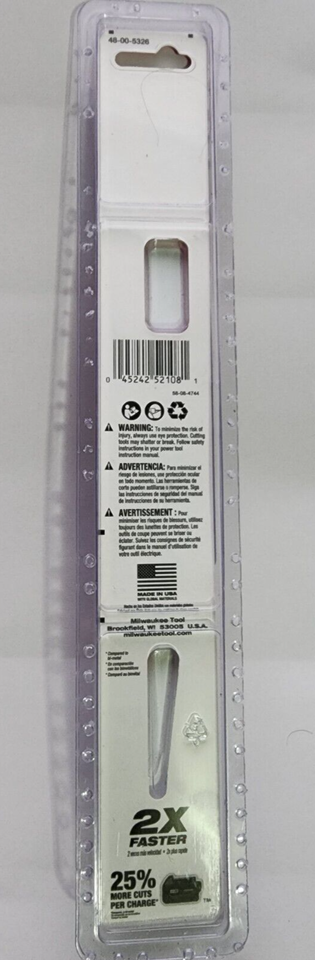 48-00-5326
0 45242 52108 1
58-08-4744
WARNING: To minimize the risk of
injury, always use eye protection. Cutting
tools may shatter or break. Follow safety
instructions in your power tool
instruction manual.
ADVERTENCIA: Para minimizar el
riesgo de lesiones, use protección ocular
en todo momento. Las herramientas de
corte pueden astillarse o romperse. Siga
las instrucciones de seguridad del manual
de instrucciones de su herramienta.
AVERTISSEMENT : Pour
minimiser les risques de blessure, utilisez
toujours des lunettes de protection. Les
outils de coupe peuvent se briser ou
éclater. Suivez les consignes de sécurité
figurant dans le manuel d'utilisation de
votre outil électrique.
MADE IN USA
WITH GLOBAL MATERIALS
Milwaukee Tool
Brookfield, WI 53005 U.S.A.
milwaukeetool.com
2X
FASTER
25%
MORE CUTS
PER CHARGE*